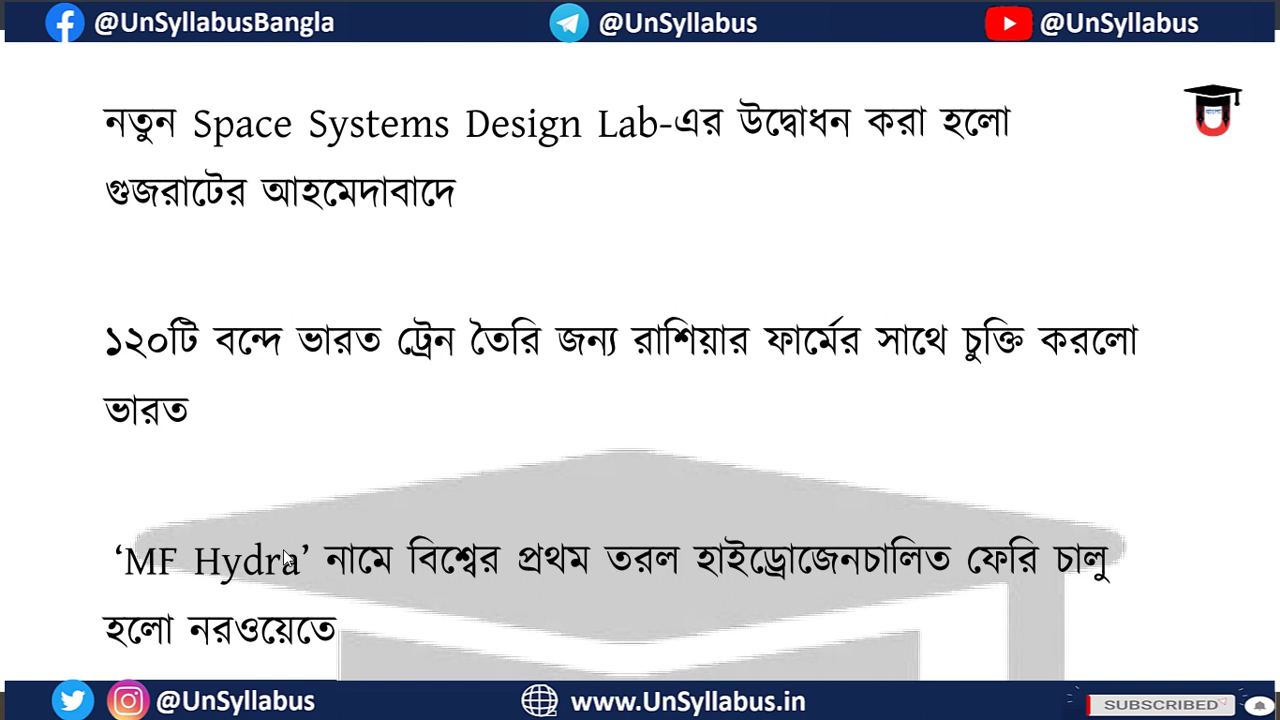 @UnSyllabusBangla @UnSyllabus @UnSyllabus
নতুন Space Systems Design Lab-এর উদ্বোধন করা হলো
গুজরাটের আহমেদাবাদে
১২০টি বন্দে ভারত ট্রেন তৈরি জন্য রাশিয়ার ফার্মের সাথে চুক্তি করলো
ভারত
‘MF Hydra’ নামে বিশ্বের প্রথম তরল হাইড্রোজেনচালিত ফেরি চালু
হলো নরওয়েতে
@UnSyllabus www.UnSyllabus.in SUBSCRIBED